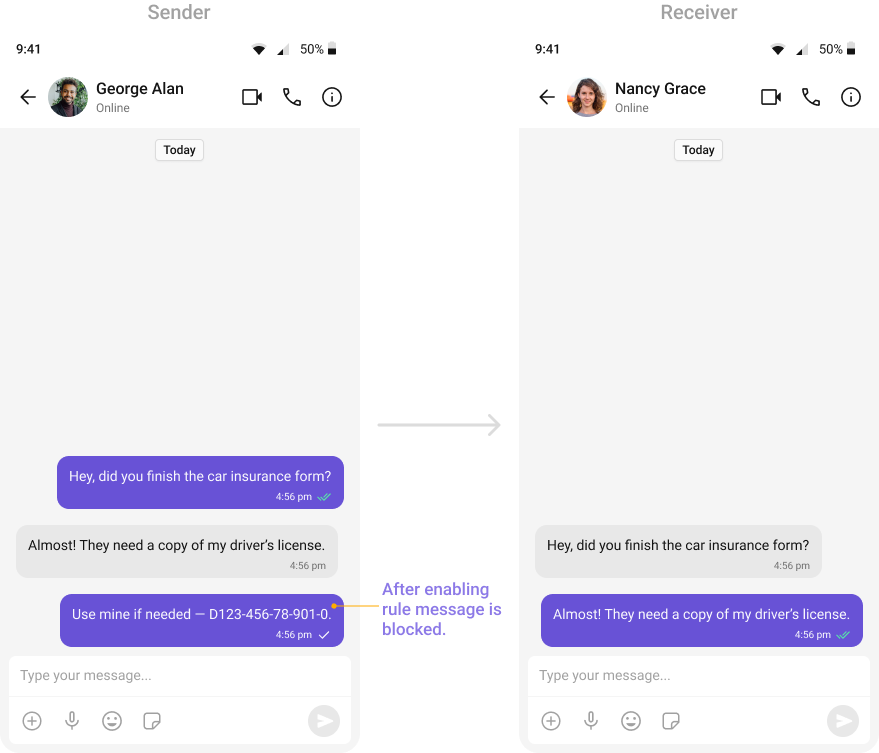 Sender
9:41
50%
George Alan
Online
Today
Hey, did you finish the car insurance form?
4:56 pm
Almost! They need a copy of my driver’s license.
4:56 pm
Use mine if needed — D123-456-78-901-0.
4:56 pm
Type your message...
After enabling
rule message is
blocked.
Receiver
9:41
50%
Nancy Grace
Online
Today
Hey, did you finish the car insurance form?
4:56 pm
Almost! They need a copy of my driver’s license.
4:56 pm
Type your message...